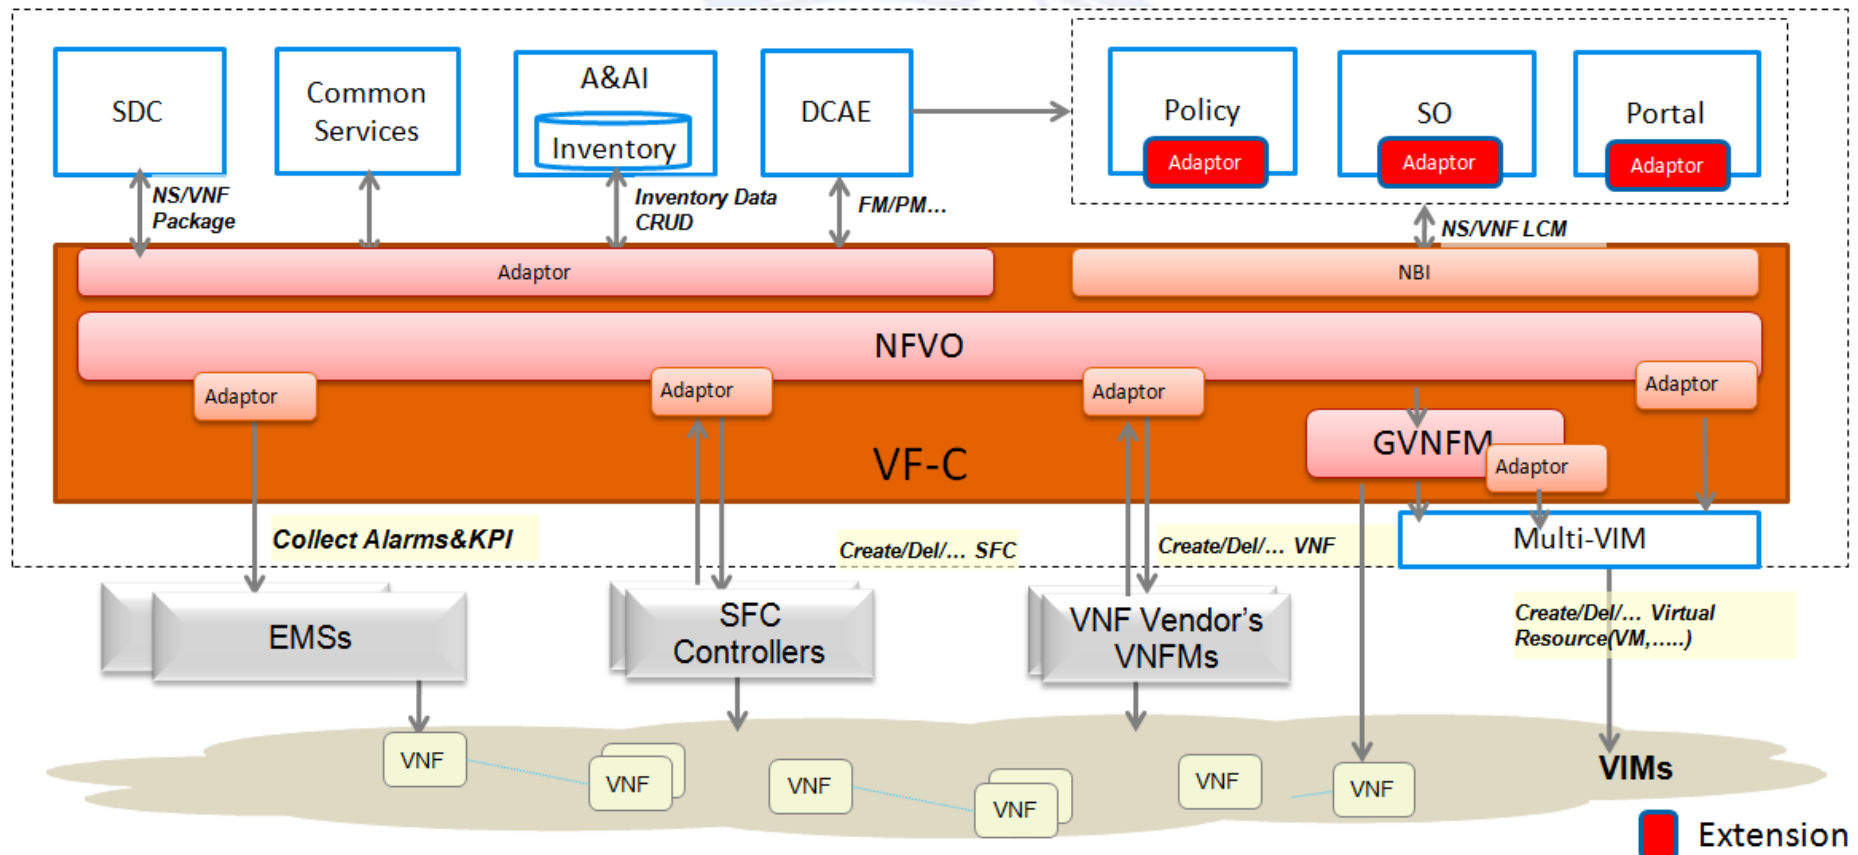 SDC
Common
Services
A&AI
Inventory
DCAE
Policy
Adaptor
SO
Adaptor
Portal
Adaptor
NS/VNF
Package
Inventory Data
CRUD
FM/PM...
NS/VNF LCM
Adaptor
NBI
NFVO
Adaptor
Adaptor
Adaptor
Adaptor
GVNFM
Adaptor
VF-C
Multi-VIM
Collect Alarms&KPI
Create/Del/... SFC
Create/Del/... VNF
EMSs
SFC
Controllers
VNF Vendor's
VNFMs
Create/Del/... Virtual
Resource(VM,.....)
VNF
VNF
VNF
VNF
VNF
VNF
VIMs
Extension